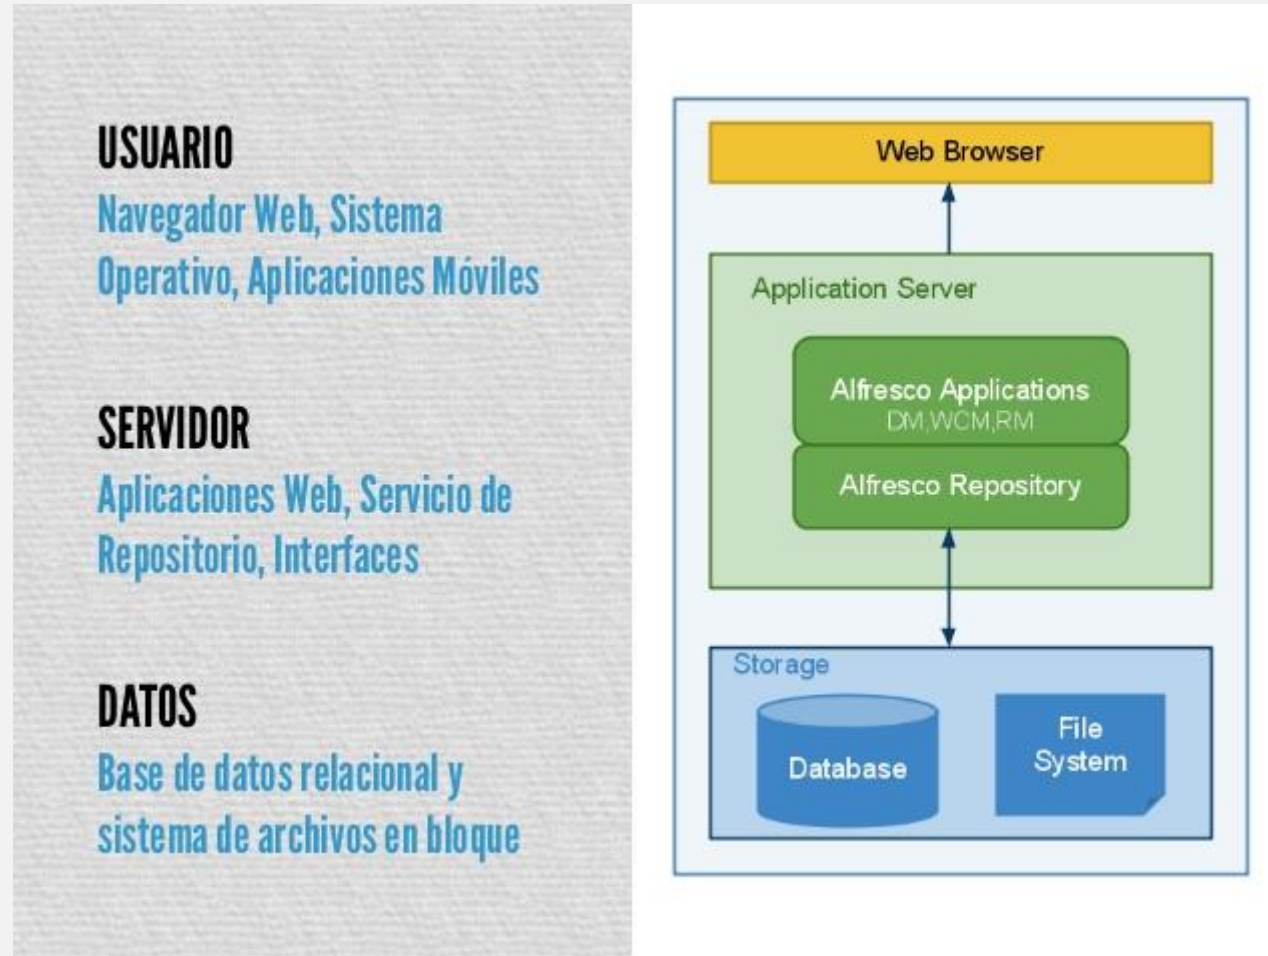 USUARIO
Navegador Web, Sistema
Operativo, Aplicaciones Móviles
SERVIDOR
Aplicaciones Web, Servicio de
Repositorio, Interfaces
DATOS
Base de datos relacional y
sistema de archivos en bloque
Web Browser
Application Server
Alfresco Applications
DM,WCM,RM
Alfresco Repository
Storage
Database
File
System